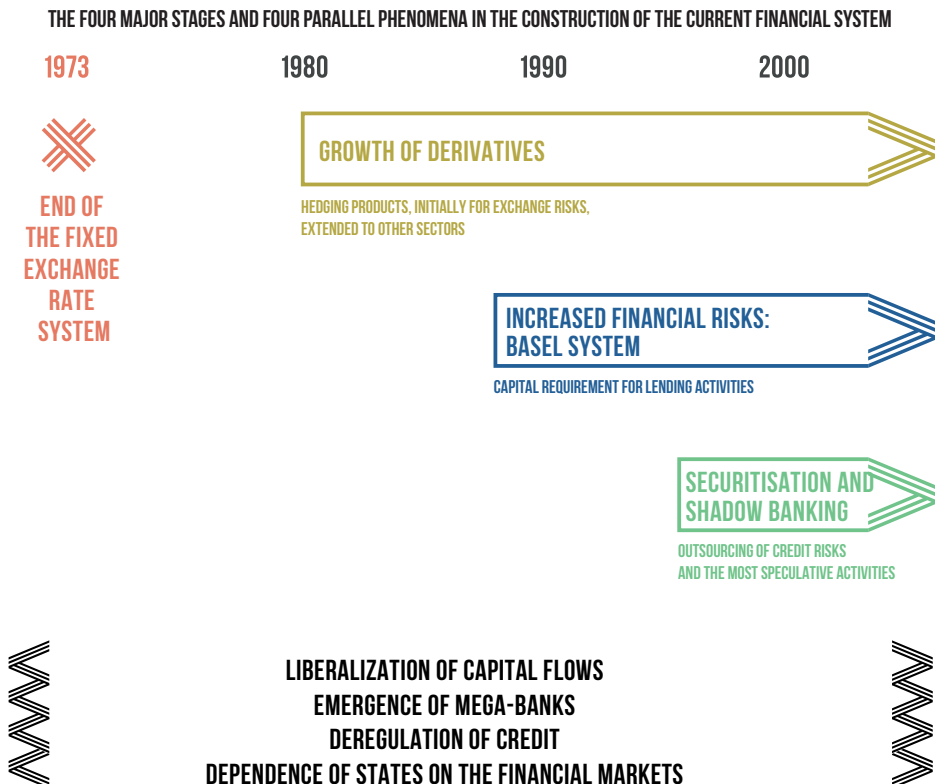 THE FOUR MAJOR STAGES AND FOUR PARALLEL PHENOMENA IN THE CONSTRUCTION OF THE CURRENT FINANCIAL SYSTEM
1973 1980 1990 2000
END OF
THE FIXED
EXCHANGE
RATE
SYSTEM
GROWTH OF DERIVATIVES
HEDGING PRODUCTS, INITIALLY FOR EXCHANGE RISKS,
EXTENDED TO OTHER SECTORS
INCREASED FINANCIAL RISKS:
BASEL SYSTEM
CAPITAL REQUIREMENT FOR LENDING ACTIVITIES
SECURITISATION AND
SHADOW BANKING
OUTSOURCING OF CREDIT RISKS
AND THE MOST SPECULATIVE ACTIVITIES
LIBERALIZATION OF CAPITAL FLOWS
EMERGENCE OF MEGA-BANKS
DEREGULATION OF CREDIT
DEPENDENCE OF STATES ON THE FINANCIAL MARKETS